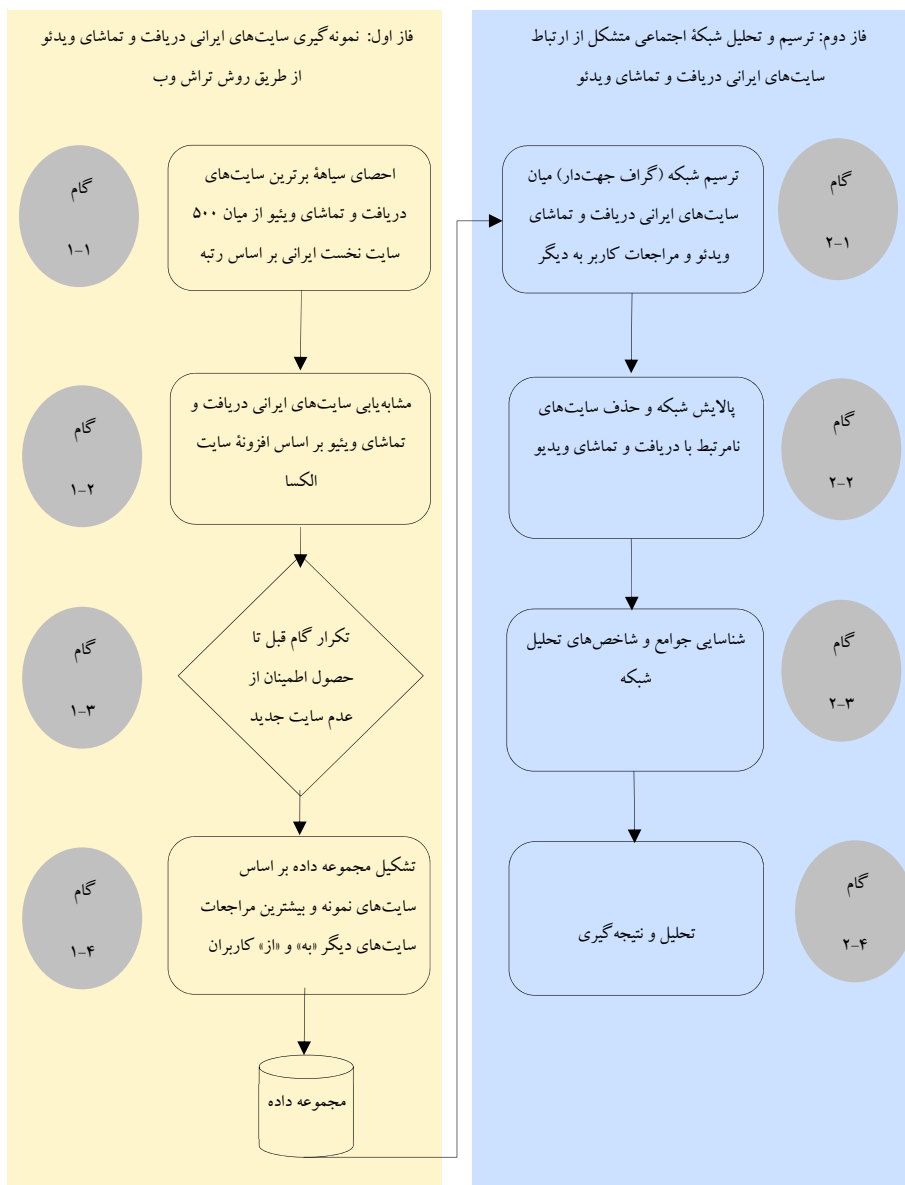 فاز اول: نمونه‌گیری سایت‌های ایرانی دریافت و تماشای ویدئو
از طریق روش تراش وب
گام
۱-۱
احصای سیاههٔ برترین سایت‌های
دریافت و تماشای ویئیو از میان ۵۰۰
سایت نخست ایرانی بر اساس رتبه
گام
۱-۲
مشابه‌یابی سایت‌های ایرانی دریافت و
تماشای ویئیو بر اساس افزونهٔ سایت
الکسا
گام
۱-۳
تکرار گام قبل تا
حصول اطمینان از
عدم سایت جدید
گام
۱-۴
تشکیل مجموعه داده بر اساس
سایت‌های نمونه و بیشترین مراجعات
سایت‌های دیگر «به» و «از» کاربران
مجموعه داده
فاز دوم: ترسیم و تحلیل شبکهٔ اجتماعی متشکل از ارتباط
سایت‌های ایرانی دریافت و تماشای ویدئو
گام
۲-۱
ترسیم شبکه (گراف جهت‌دار) میان
سایت‌های ایرانی دریافت و تماشای
ویدئو و مراجعات کاربر به دیگر
گام
۲-۲
پالایش شبکه و حذف سایت‌های
نامرتبط با دریافت و تماشای ویدیو
گام
۲-۳
شناسایی جوامع و شاخص‌های تحلیل
شبکه
گام
۲-۴
تحلیل و نتیجه‌گیری